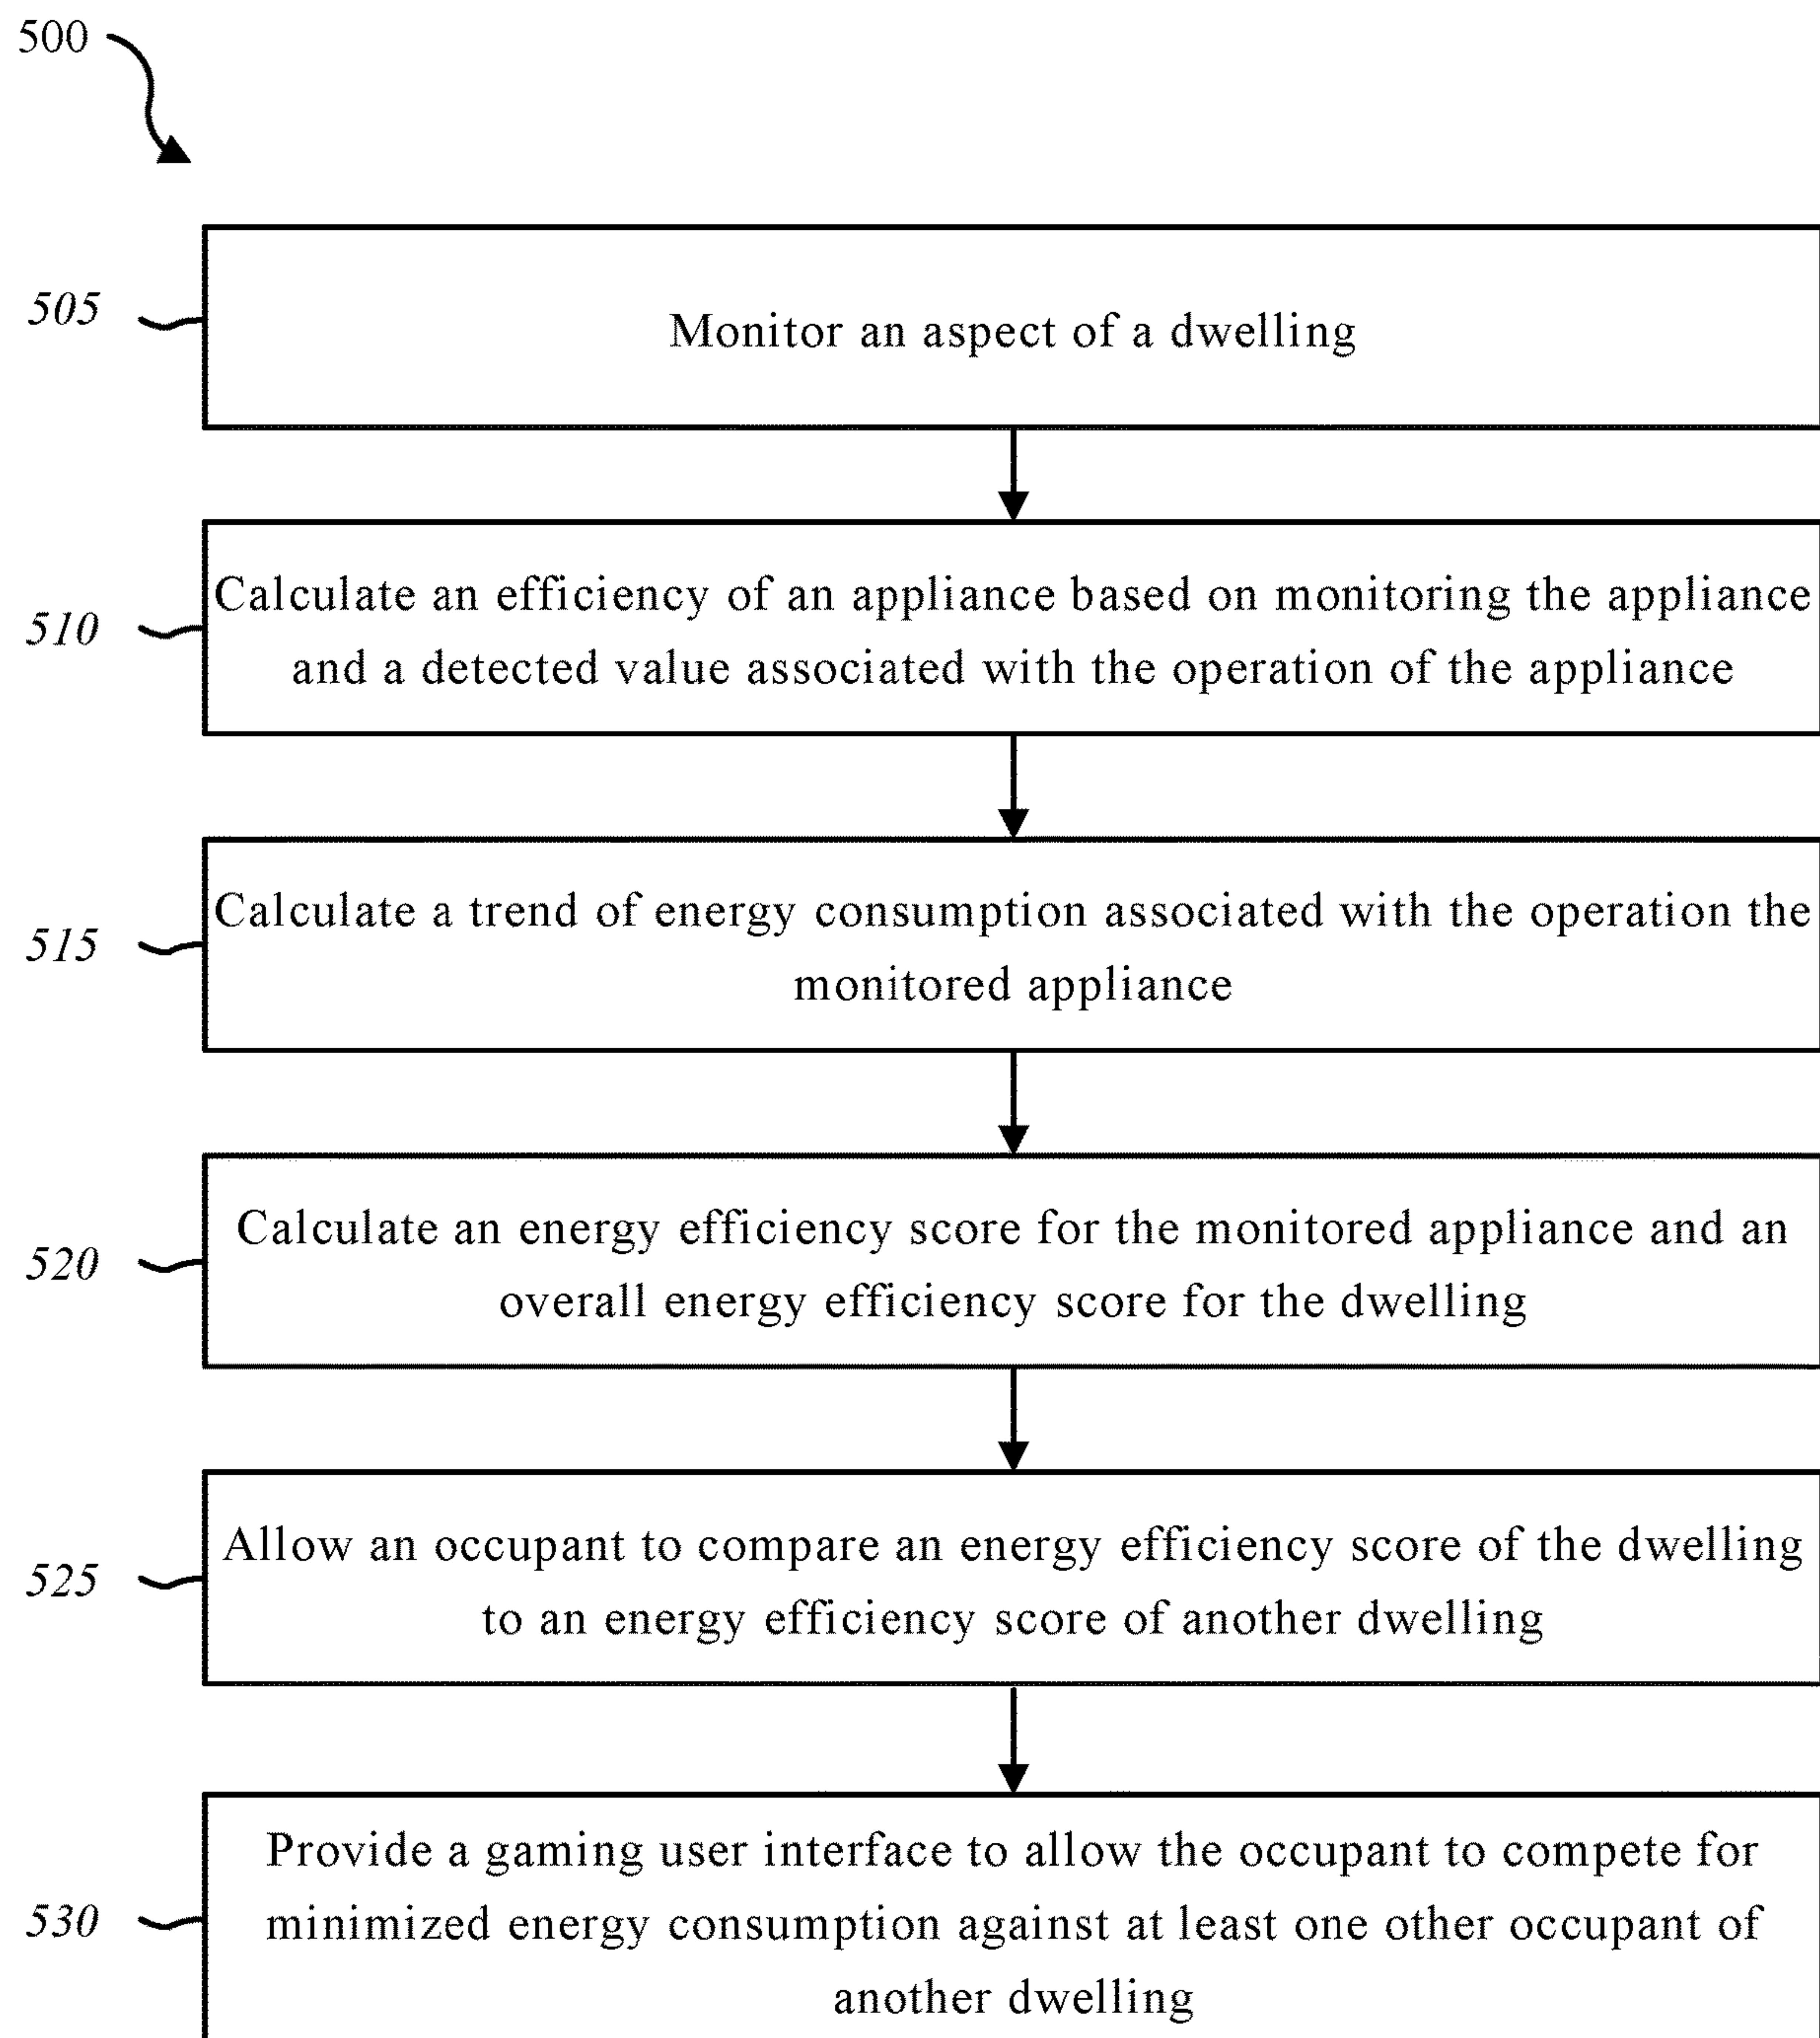 500
505
Monitor an aspect of a dwelling
510
Calculate an efficiency of an appliance based on monitoring the appliance
and a detected value associated with the operation of the appliance
515
Calculate a trend of energy consumption associated with the operation the
monitored appliance
520
Calculate an energy efficiency score for the monitored appliance and an
overall energy efficiency score for the dwelling
525
Allow an occupant to compare an energy efficiency score of the dwelling
to an energy efficiency score of another dwelling
530
Provide a gaming user interface to allow the occupant to compete for
minimized energy consumption against at least one other occupant of
another dwelling